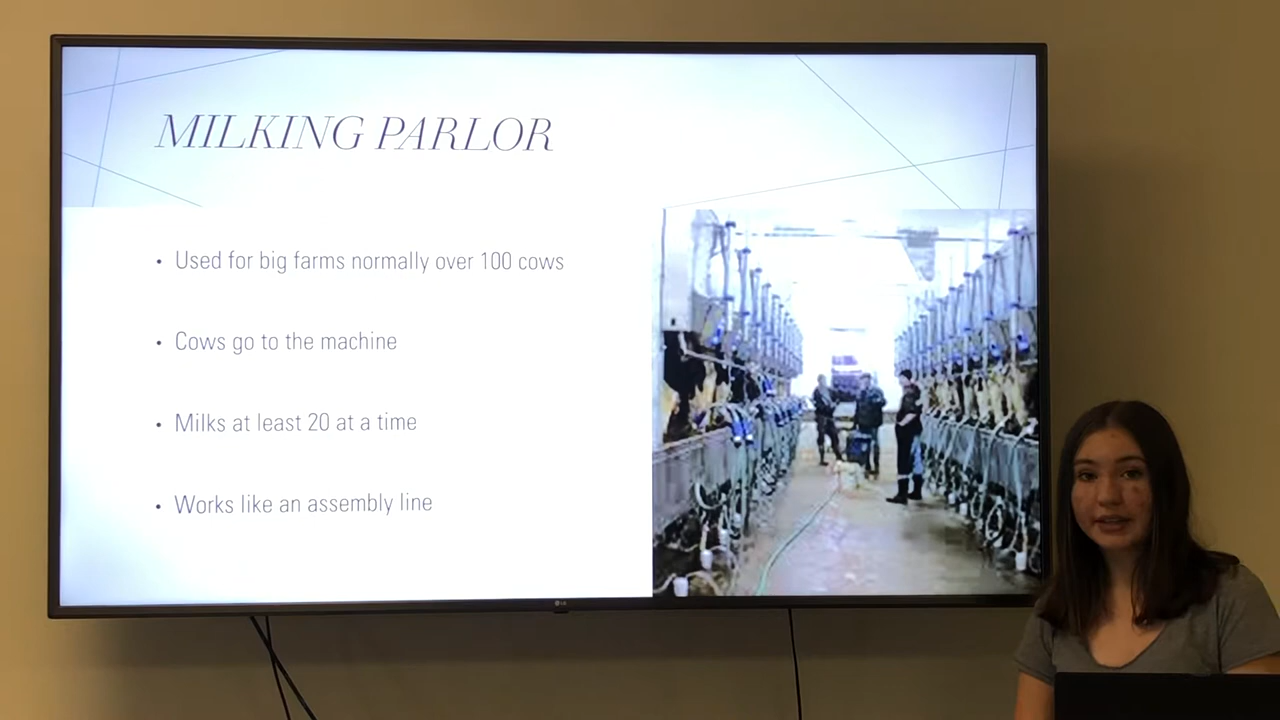 MILKING PARLOR
• Used for big farms normally over 100 cows
• Cows go to the machine
• Milks at least 20 at a time
• Works like an assembly line
LG